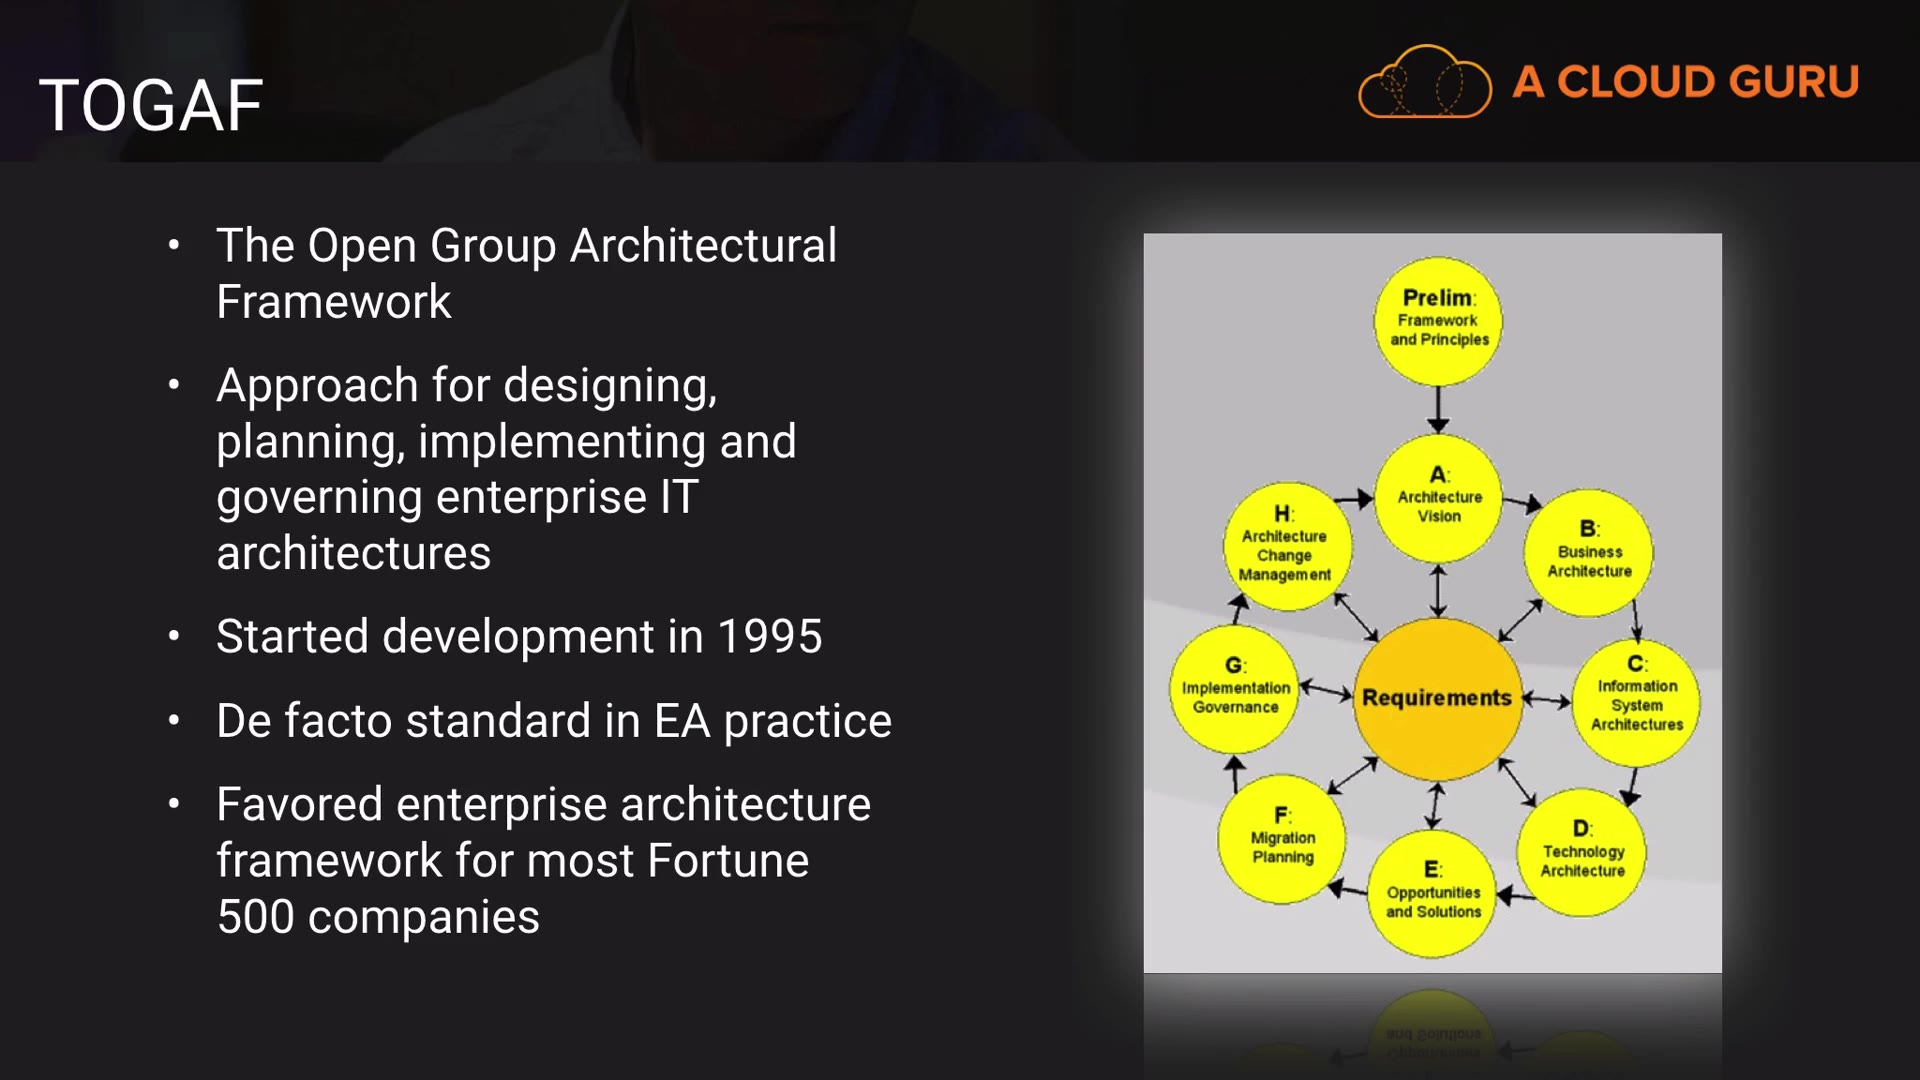 TOGAF
A CLOUD GURU
• The Open Group Architectural
Framework
• Approach for designing,
planning, implementing and
governing enterprise IT
architectures
• Started development in 1995
• De facto standard in EA practice
• Favored enterprise architecture
framework for most Fortune
500 companies
Prelim:
Framework
and Principles
A:
Architecture
Vision
B:
Business
Architecture
C:
Information
System
Architectures
D:
Technology
Architecture
E:
Opportunities
and Solutions
F:
Migration
Planning
G:
Implementation
Governance
H:
Architecture
Change
Management
Requirements